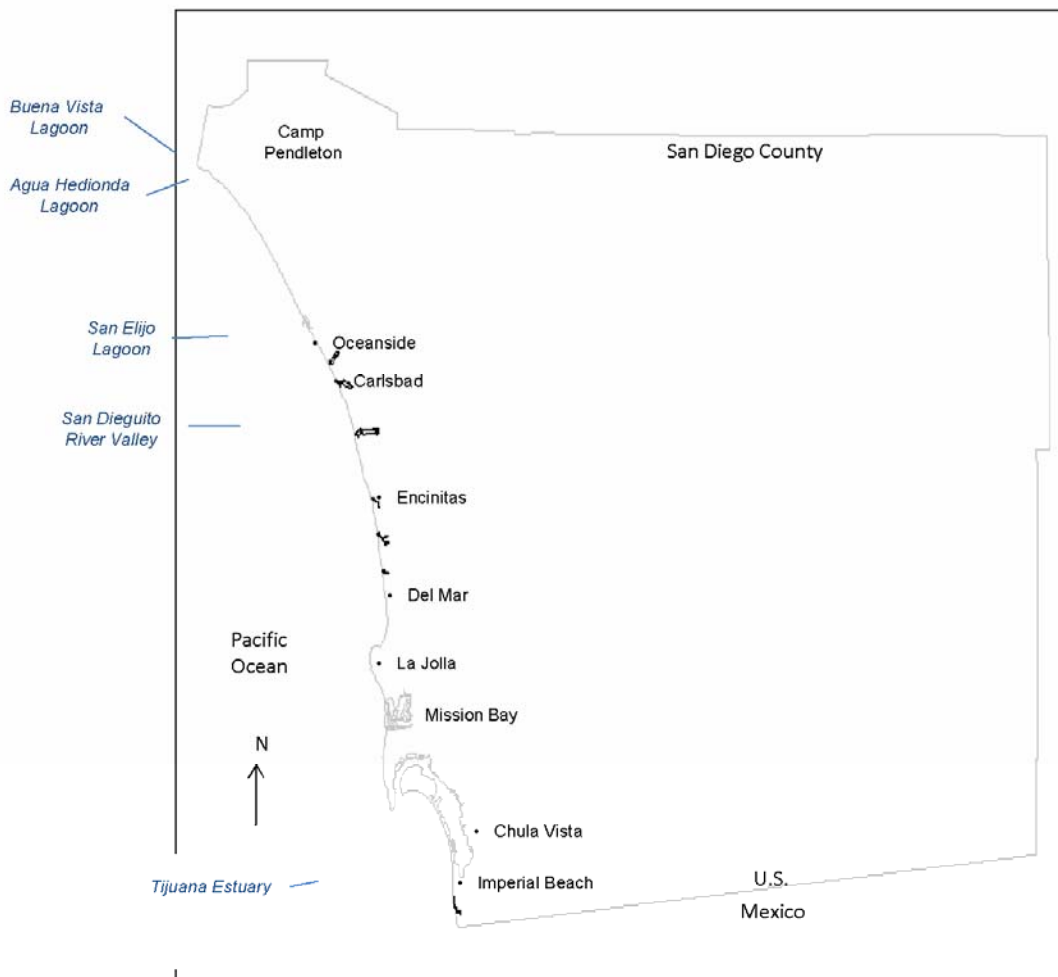 Buena Vista
Lagoon
Camp
Pendleton
San Diego County
Agua Hedionda
Lagoon
San Elijo
Lagoon
Oceanside
Carlsbad
San Dieguito
River Valley
Encinitas
Del Mar
Pacific
Ocean
La Jolla
Mission Bay
N
Chula Vista
Tijuana Estuary
Imperial Beach
U.S.
Mexico